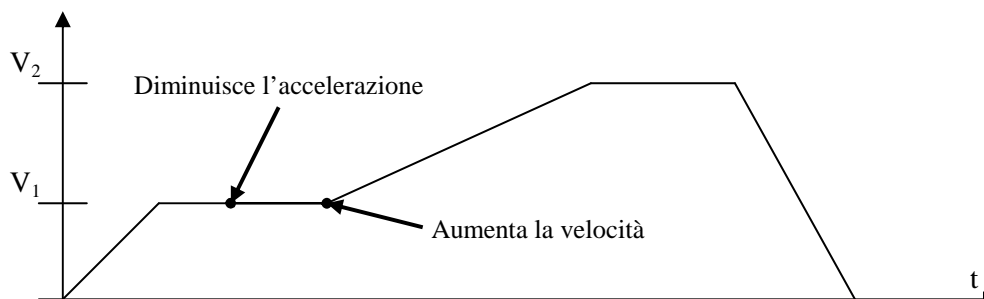 V₂
Diminuisce l’accelerazione
V₁
Aumenta la velocità
t